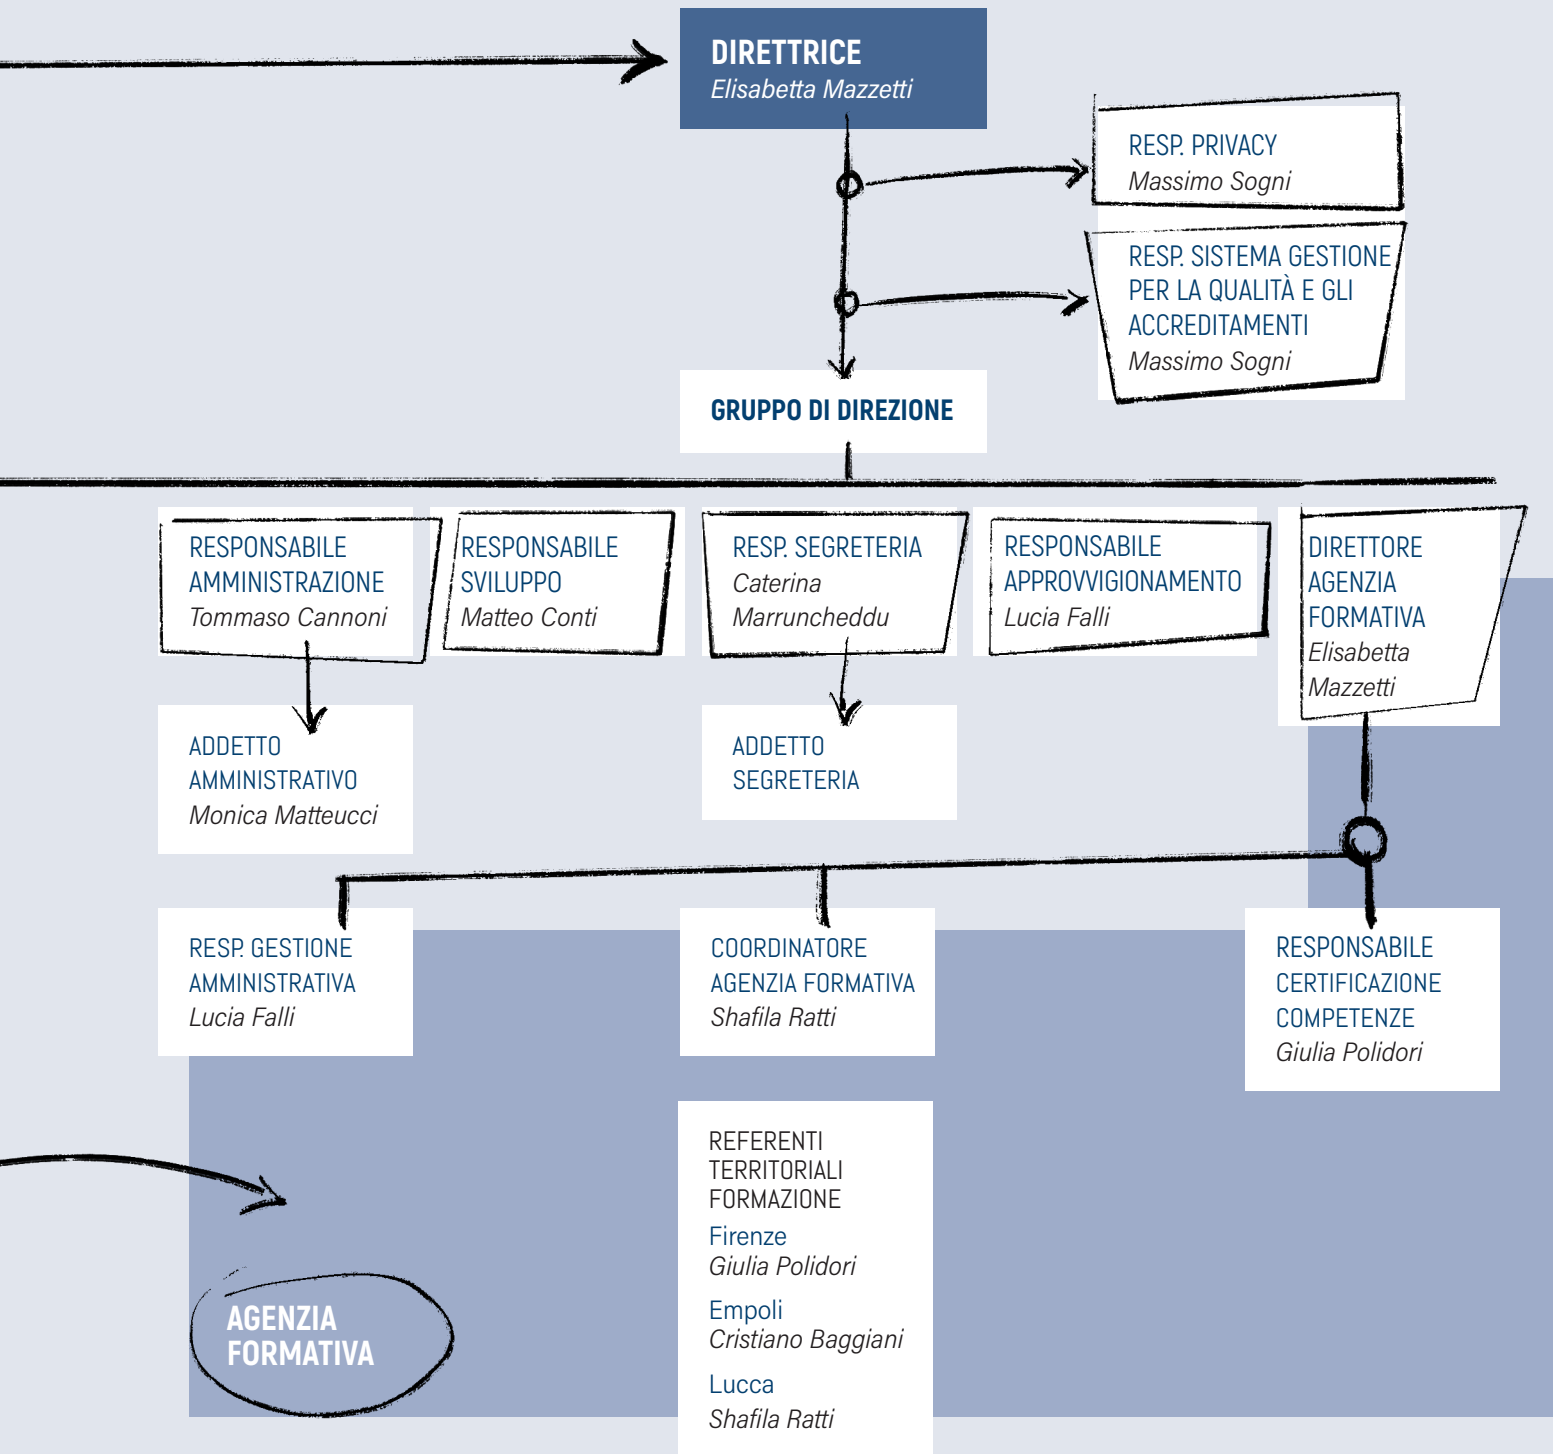 DIRETTRICE
Elisabetta Mazzetti
RESP. PRIVACY
Massimo Sogni
RESP. SISTEMA GESTIONE
PER LA QUALITÀ E GLI
ACCREDITAMENTI
Massimo Sogni
GRUPPO DI DIREZIONE
RESPONSABILE
AMMINISTRAZIONE
Tommaso Cannoni
RESPONSABILE
SVILUPPO
Matteo Conti
RESP. SEGRETERIA
Caterina
Marruncheddu
RESPONSABILE
APPROVVIGIONAMENTO
Lucia Falli
DIRETTORE
AGENZIA
FORMATIVA
Elisabetta
Mazzetti
ADDETTO
AMMINISTRATIVO
Monica Matteucci
ADDETTO
SEGRETERIA
RESP. GESTIONE
AMMINISTRATIVA
Lucia Falli
COORDINATORE
AGENZIA FORMATIVA
Shafila Ratti
RESPONSABILE
CERTIFICAZIONE
COMPETENZE
Giulia Polidori
REFERENTI
TERRITORIALI
FORMAZIONE
Firenze
Giulia Polidori
Empoli
Cristiano Baggiani
Lucca
Shafila Ratti
AGENZIA
FORMATIVA